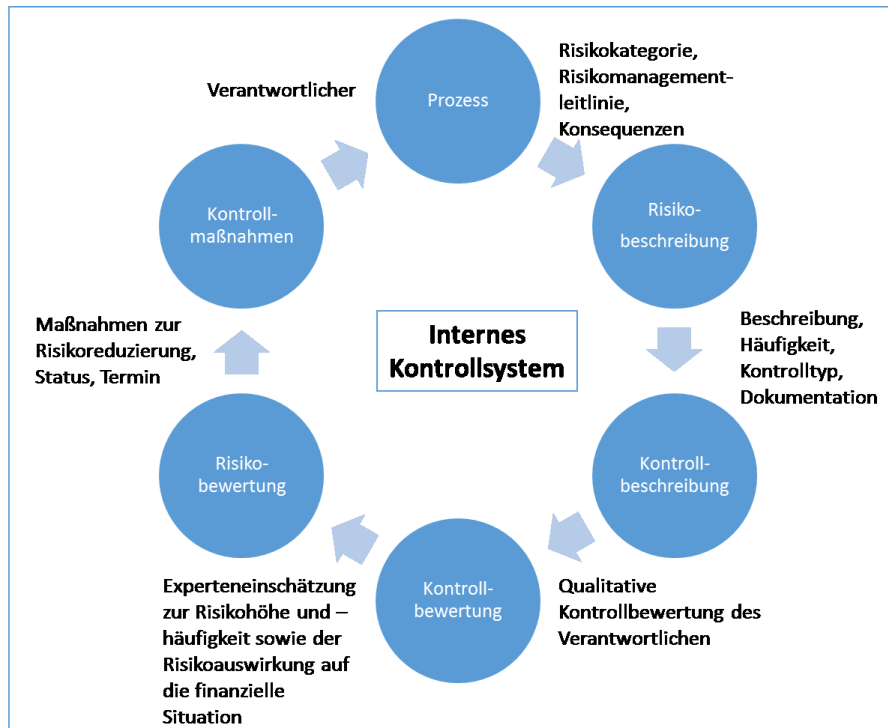 Prozess
Risikokategorie,
Risikomanagement-
leitlinie,
Konsequenzen
Risiko-
beschreibung
Beschreibung,
Häufigkeit,
Kontrolltyp,
Dokumentation
Kontroll-
beschreibung
Qualitative
Kontrollbewertung des
Verantwortlichen
Kontroll-
bewertung
Experteneinschätzung
zur Risikohöhe und –
häufigkeit sowie der
Risikoauswirkung auf
die finanzielle
Situation
Risiko-
bewertung
Maßnahmen zur
Risikoreduzierung,
Status, Termin
Kontroll-
maßnahmen
Verantwortlicher
Internes
Kontrollsystem